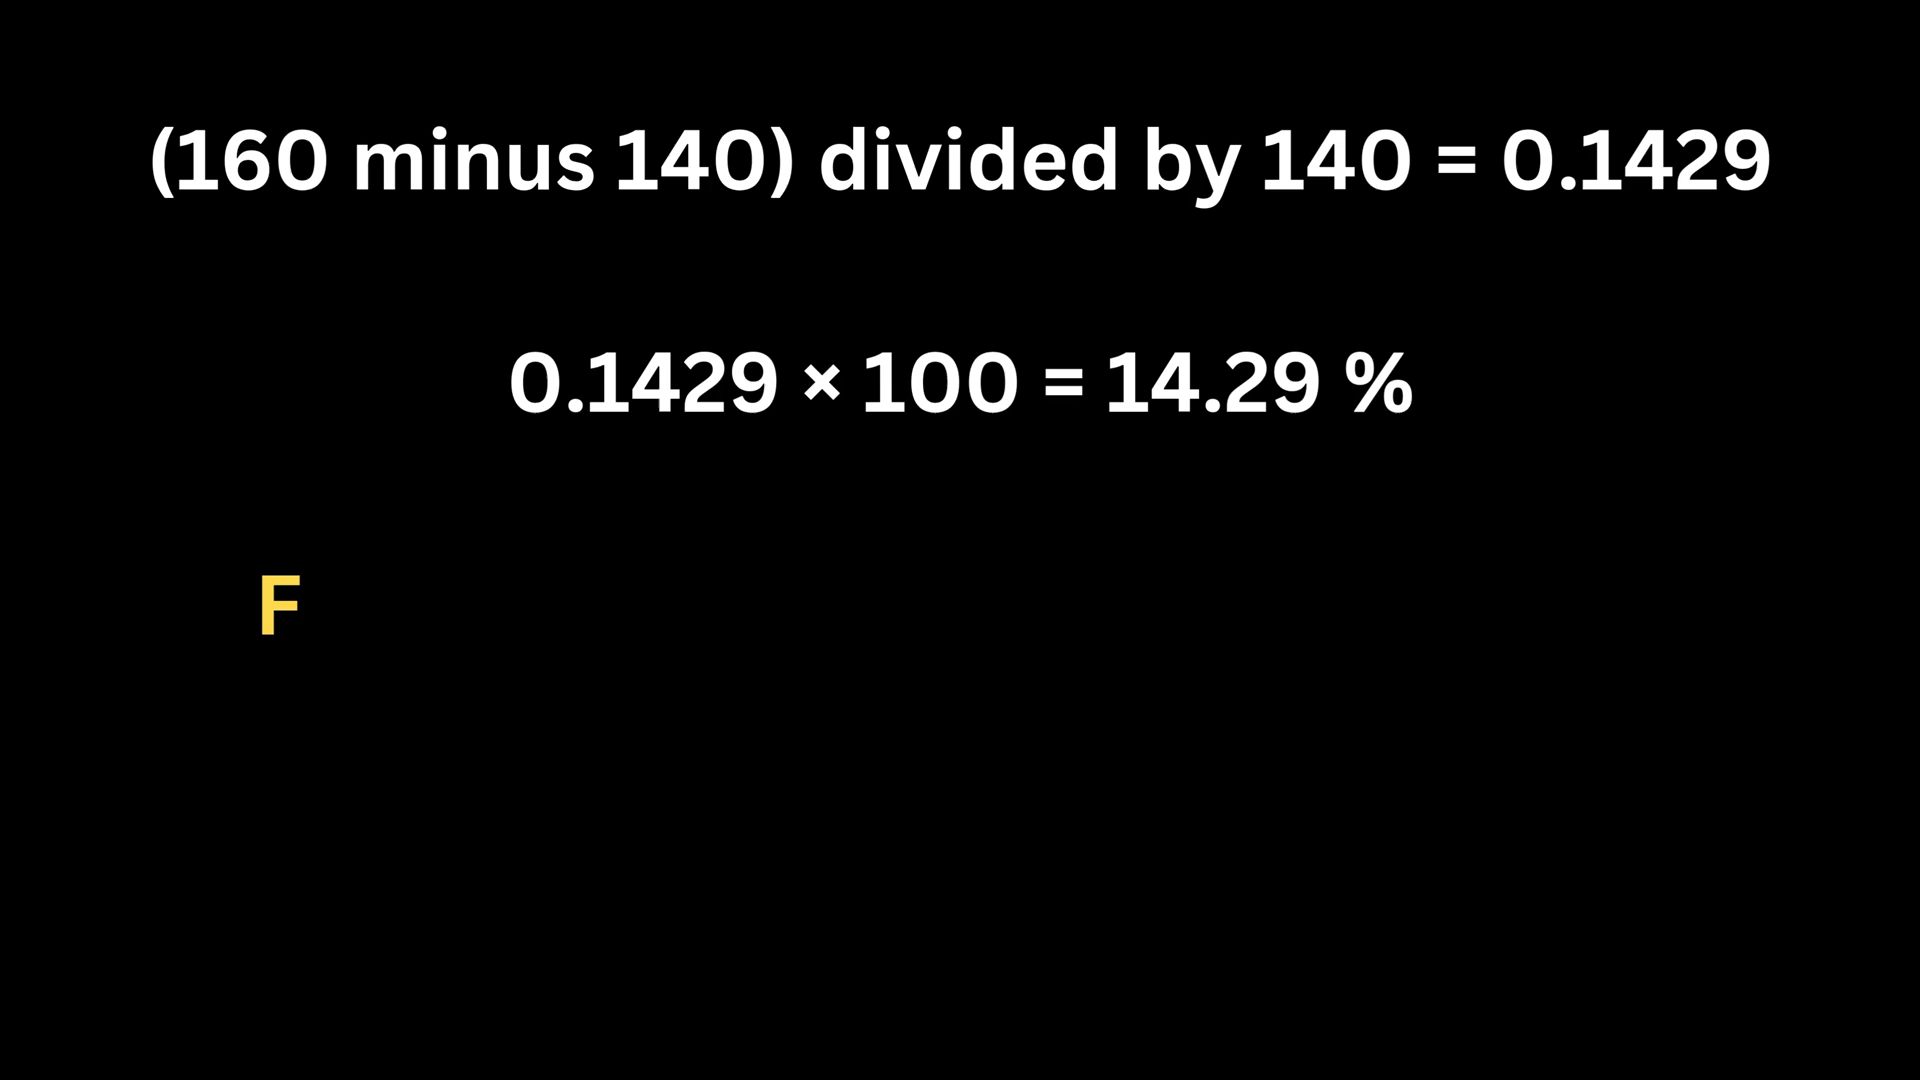 (160 minus 140) divided by 140 = 0.1429
0.1429 × 100 = 14.29 %
F